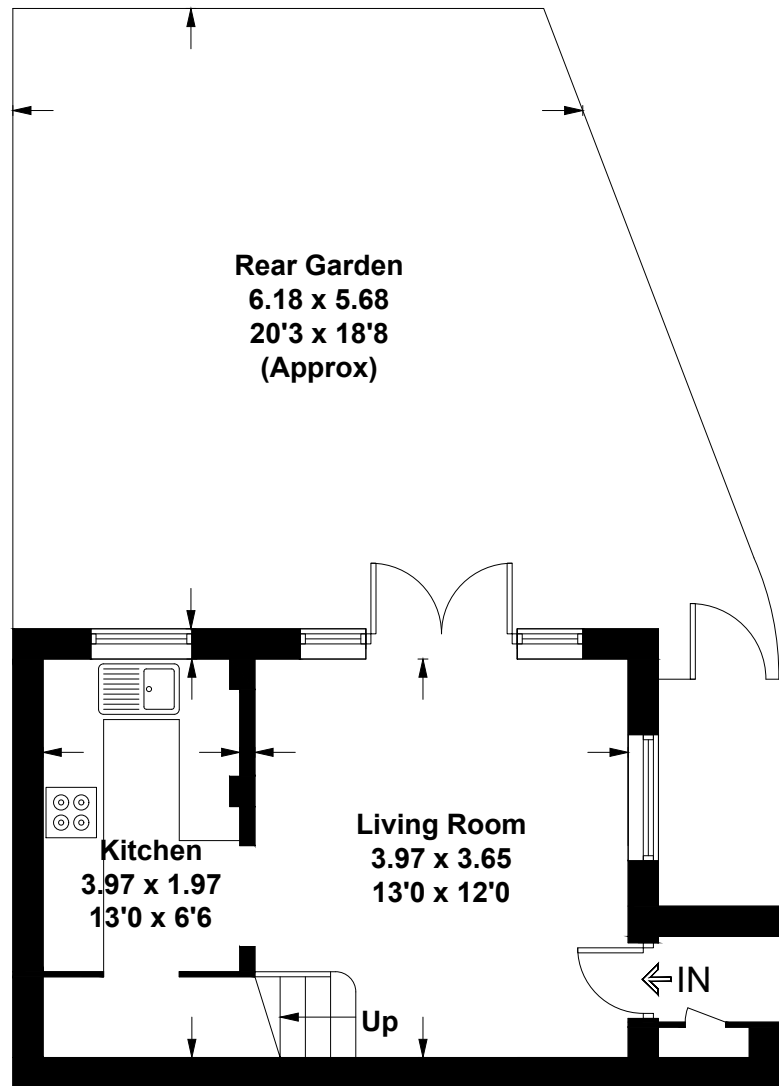 Rear Garden
6.18 x 5.68
20'3 x 18'8
(Approx)
Kitchen
3.97 x 1.97
13'0 x 6'6
Living Room
3.97 x 3.65
13'0 x 12'0
IN
Up